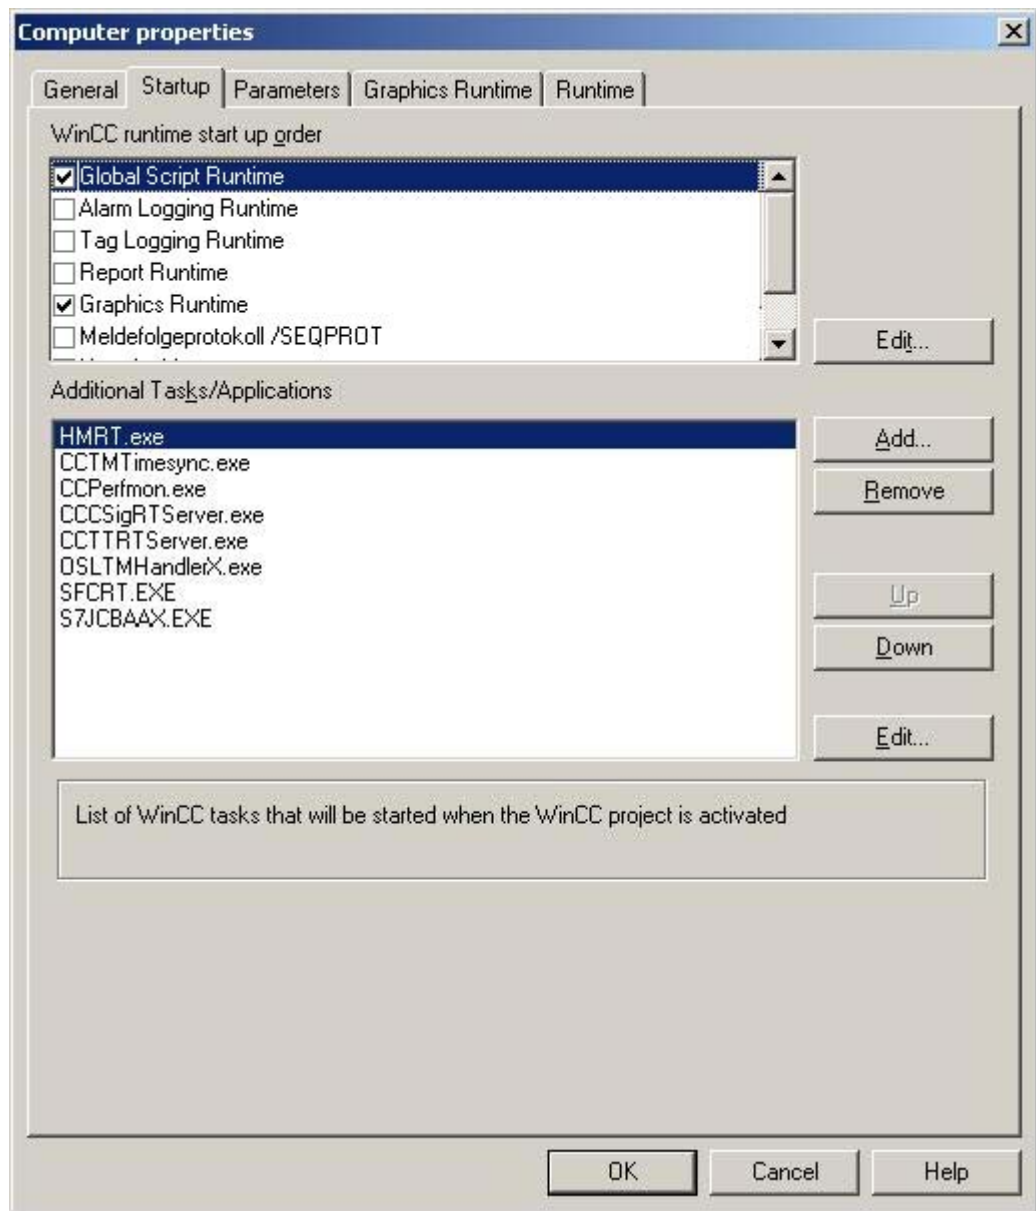 Computer properties
General Startup Parameters Graphics Runtime Runtime
WinCC runtime start up order
Global Script Runtime
Alarm Logging Runtime
Tag Logging Runtime
Report Runtime
Graphics Runtime
Meldefolgeprotokoll /SEQPROT
Edit...
Additional Tasks/Applications
HMRT.exe
CCTMTimesync.exe
CCPerfmon.exe
CCCSigRTServer.exe
CCTTRTServer.exe
OSLTMHandlerX.exe
SFCRT.EXE
S7JCBAAX.EXE
Add...
Remove
Up
Down
Edit...
List of WinCC tasks that will be started when the WinCC project is activated
OK Cancel Help